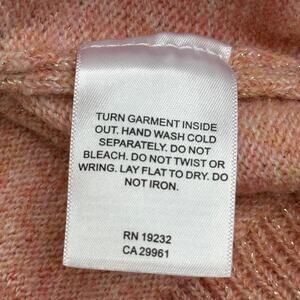 TURN GARMENT INSIDE
OUT. HAND WASH COLD
SEPARATELY. DO NOT
BLEACH. DO NOT TWIST OR
WRING. LAY FLAT TO DRY. DO
NOT IRON.
RN 19232
CA 29961